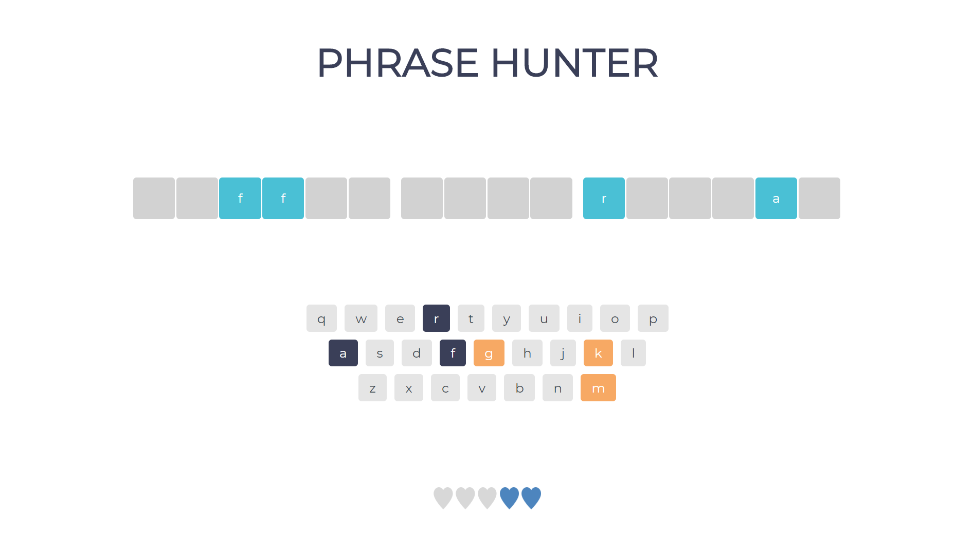 PHRASE HUNTER
f f r a
q w e r t y u i o p
a s d f g h j k l
z x c v b n m